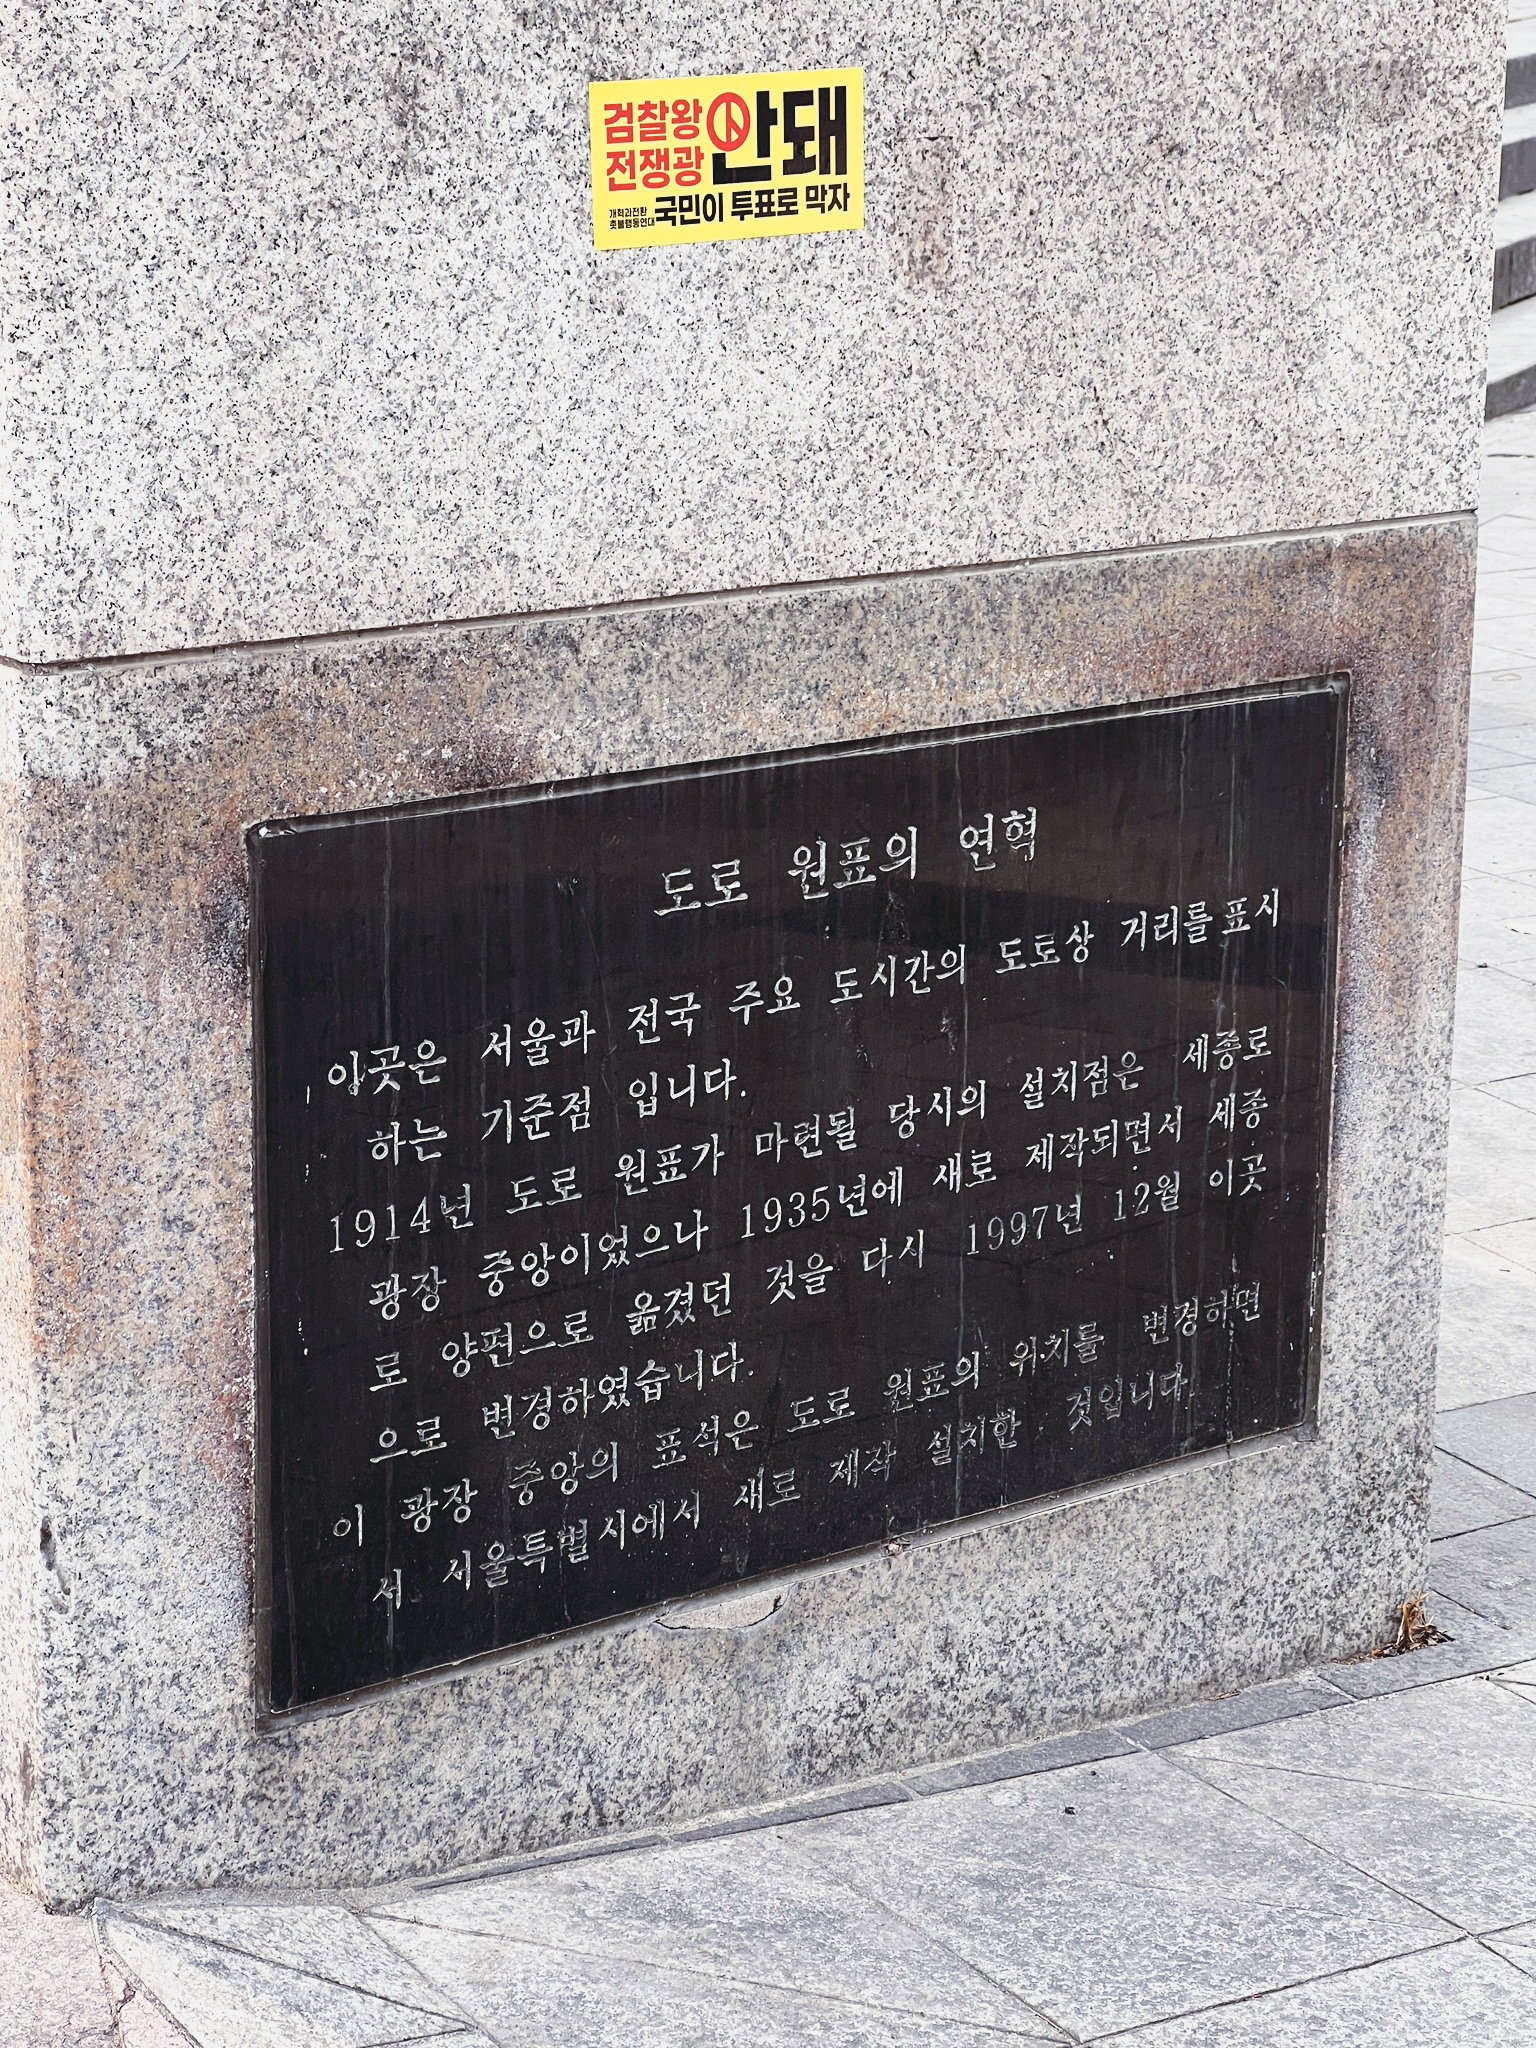 검찰왕 안돼
전쟁광
개혁과전환
촛불행동연대 국민이 투표로 막자
도로 원표의 연혁
이곳은 서울과 전국 주요 도시간의 도토상 거리를 표시
하는 기준점 입니다.
1914년 도로 원표가 마련될 당시의 설치점은 세종로
광장 중앙이었으나 1935년에 새로 제작되면서 세종
로 양편으로 옮겼던 것을 다시 1997년 12월 이곳
으로 변경하였습니다.
이 광장 중앙의 표석은 도로 원표의 위치를 변경하면
서 서울특별시에서 새로 제작 설치한 것입니다.